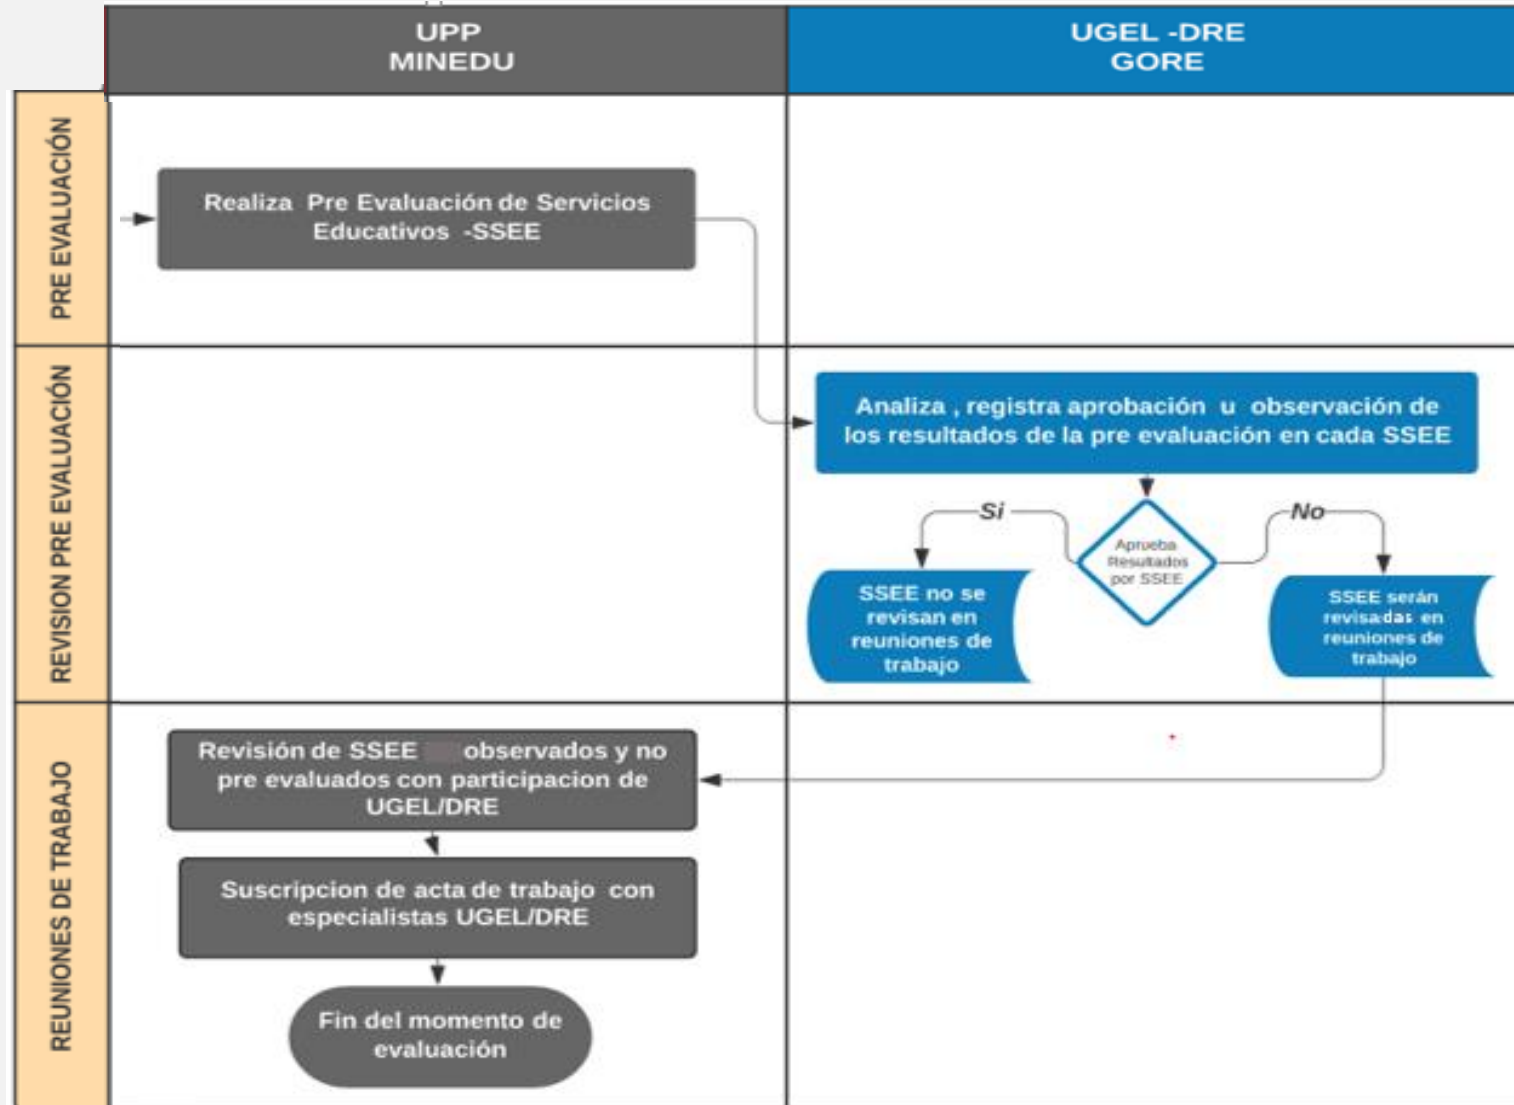 UPP
MINEDU
UGEL -DRE
GORE
PRE EVALUACIÓN
Realiza Pre Evaluación de Servicios
Educativos -SSEE
REVISION PRE EVALUACIÓN
Analiza , registra aprobación u observación de
los resultados de la pre evaluación en cada SSEE
Si
No
Aprueba
Resultados
por SSEE
SSEE no se
revisan en
reuniones de
trabajo
SSEE serán
revisadas en
reuniones de
trabajo
REUNIONES DE TRABAJO
Revisión de SSEE observados y no
pre evaluados con participacion de
UGEL/DRE
Suscripcion de acta de trabajo con
especialistas UGEL/DRE
Fin del momento de
evaluación